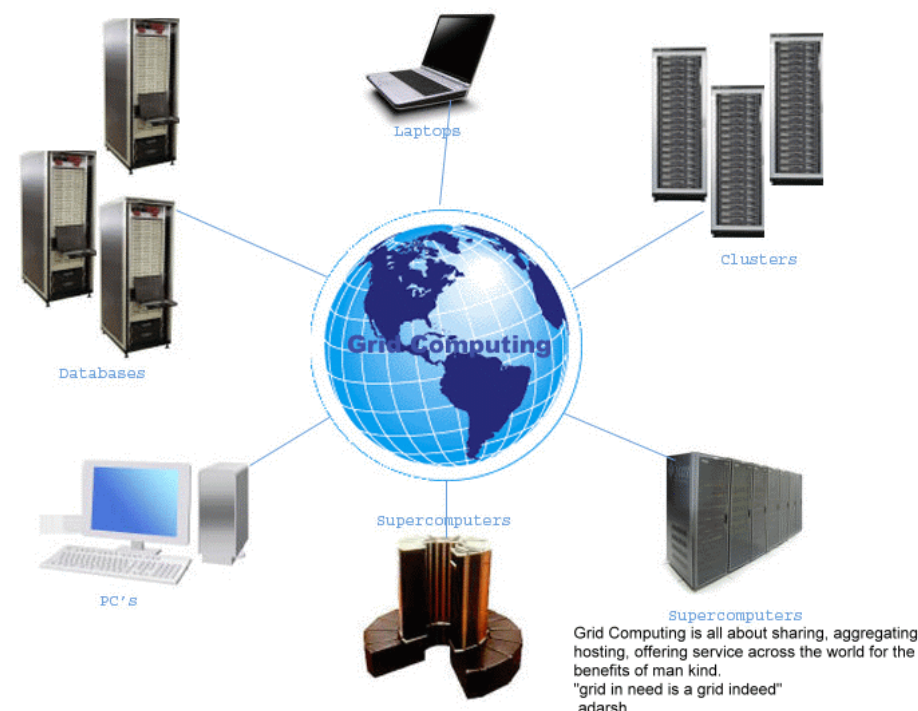 Laptops
Clusters
Grid Computing
Databases
Supercomputers
PC's
Supercomputers
Grid Computing is all about sharing, aggregating
hosting, offering service across the world for the
benefits of man kind.
"grid in need is a grid indeed"
adarsh